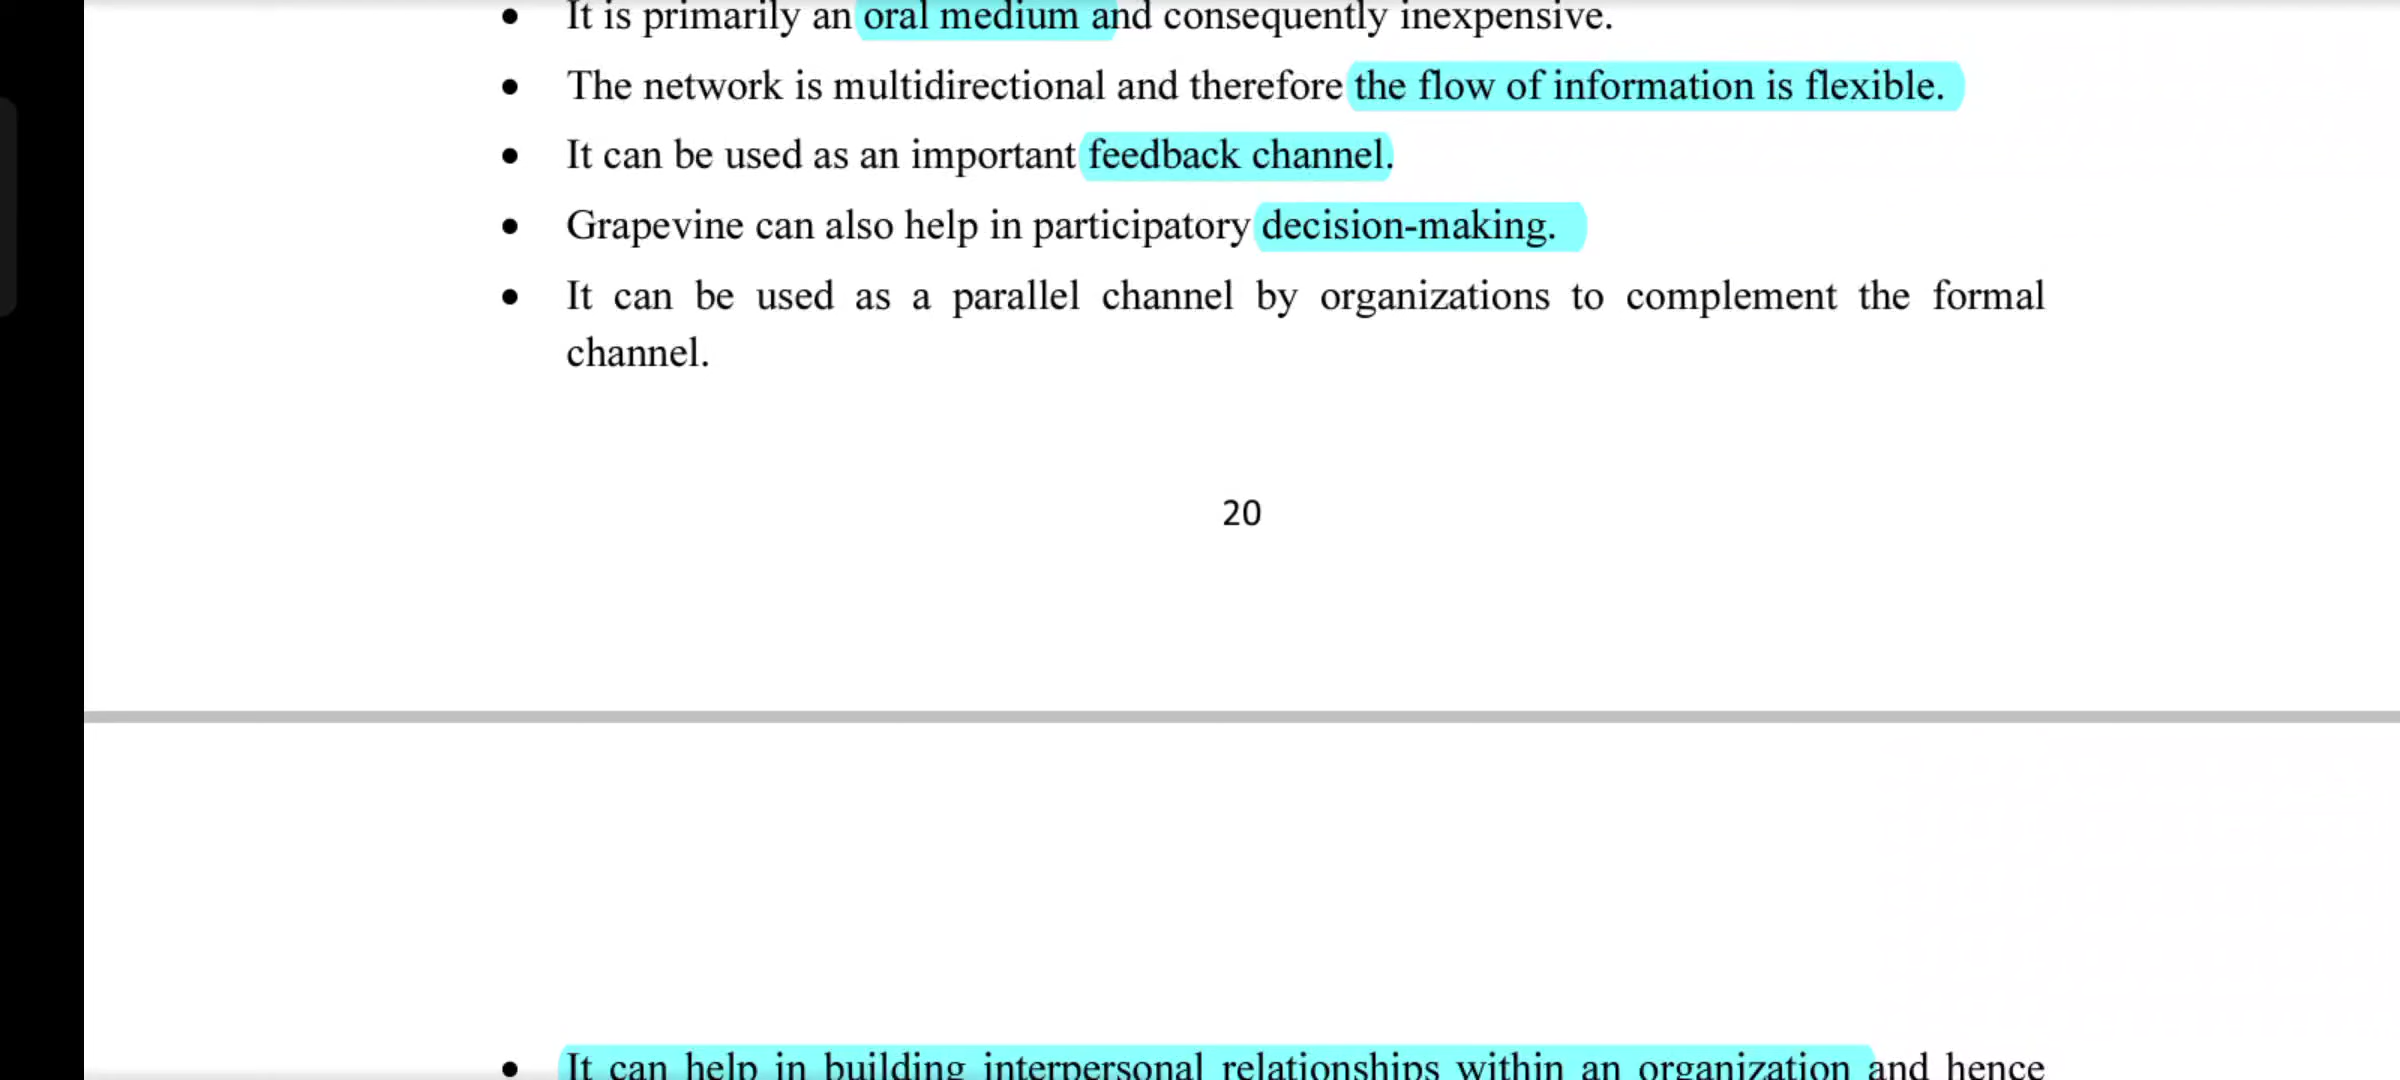 • It is primarily an oral medium and consequently inexpensive.
• The network is multidirectional and therefore the flow of information is flexible.
• It can be used as an important feedback channel.
• Grapevine can also help in participatory decision-making.
• It can be used as a parallel channel by organizations to complement the formal
channel.
20
• It can help in building interpersonal relationships within an organization and hence